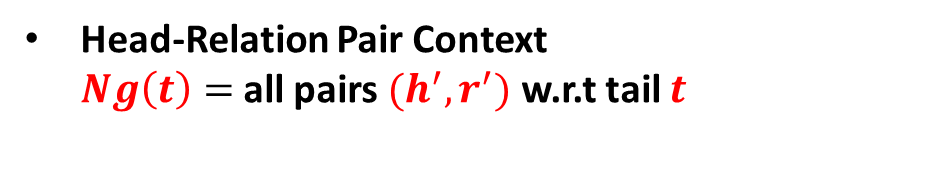 • Head-Relation Pair Context
Ng(t) = all pairs (h′,r′) w.r.t tail t